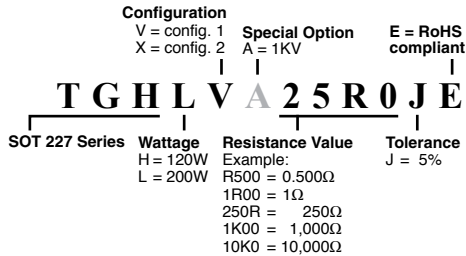 Configuration
V = config. 1
X = config. 2
Special Option
A = 1KV
E = RoHS
compliant
T G H L V A 2 5 R 0 J E
SOT 227 Series
Wattage
H = 120W
L = 200W
Resistance Value
Example:
R500 = 0.500Ω
1R00 = 1Ω
250R = 250Ω
1K00 = 1,000Ω
10K0 = 10,000Ω
Tolerance
J = 5%